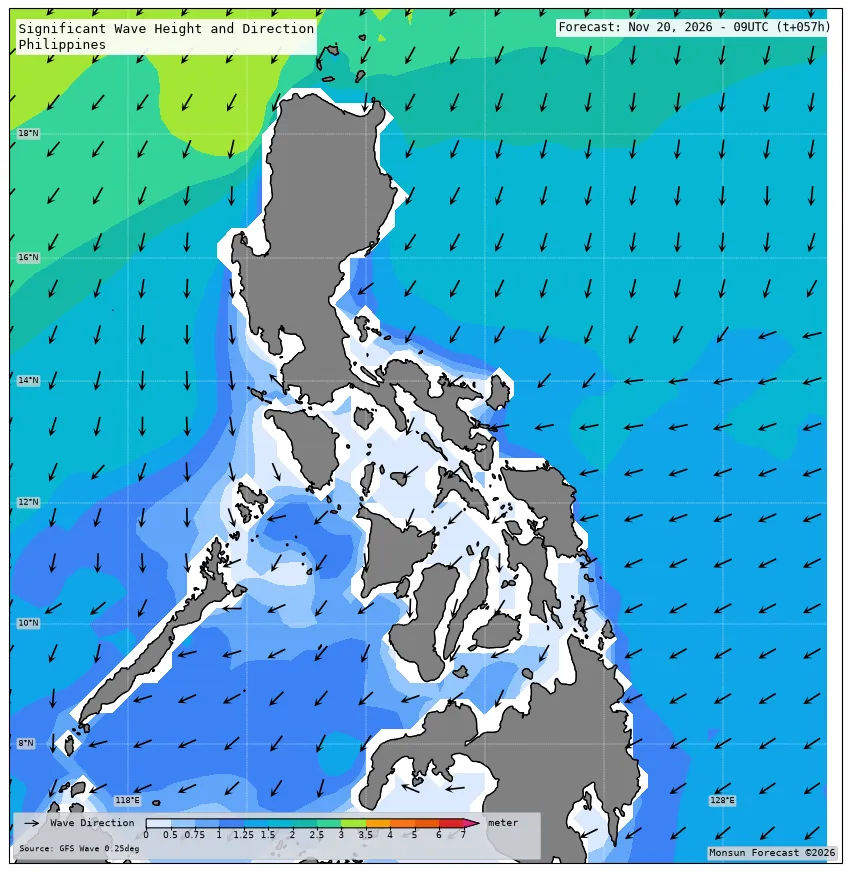 Significant Wave Height and Direction
Philippines
Forecast: Nov 20, 2026 - 09UTC (t+057h)
18°N
16°N
14°N
12°N
10°N
8°N
118°E
128°E
Wave Direction
0 0.5 0.75 1 1.25 1.5 2 2.5 3 3.5 4 5 6 7
meter
Source: GFS Wave 0.25deg
Monsun Forecast ©2026